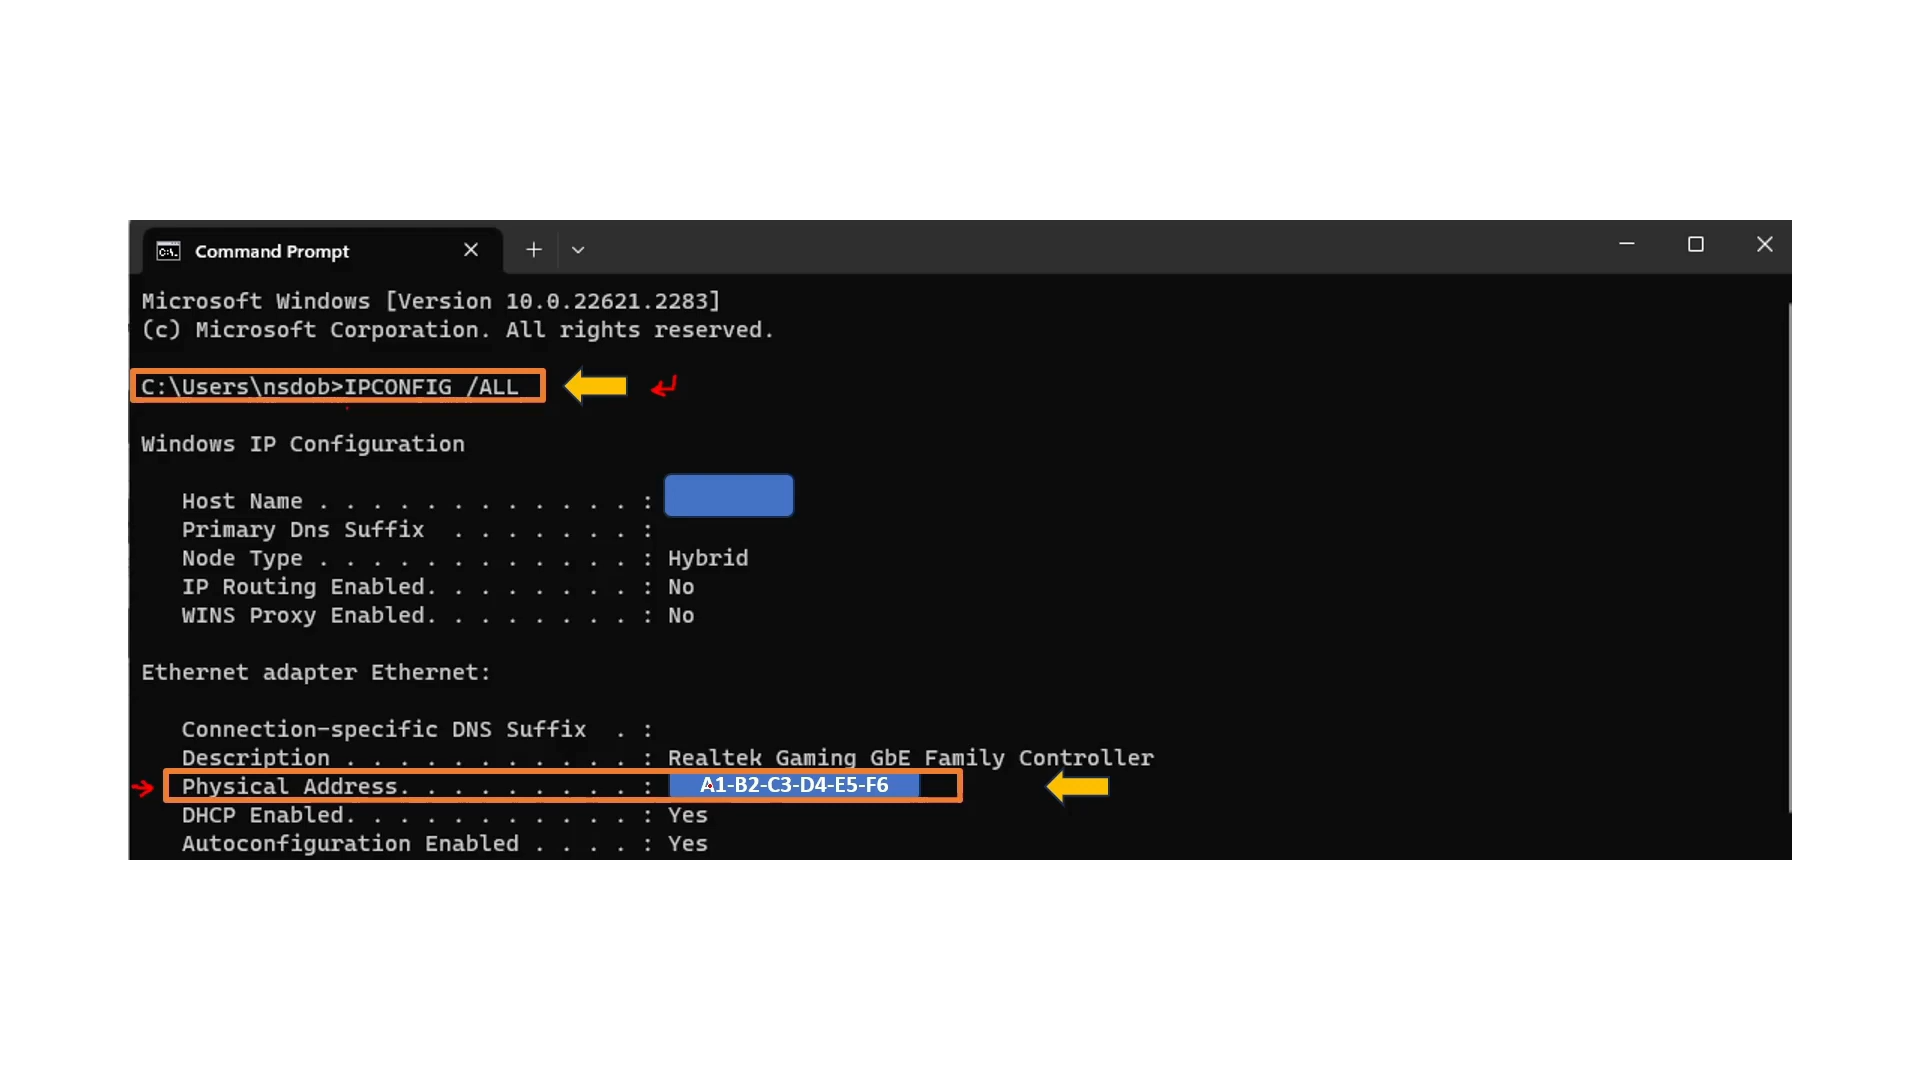 Command Prompt
Microsoft Windows [Version 10.0.22621.2283]
(c) Microsoft Corporation. All rights reserved.
C:\Users\nsdob>IPCONFIG /ALL
Windows IP Configuration
Host Name . . . . . . . . . . . . :
Primary Dns Suffix  . . . . . . . :
Node Type . . . . . . . . . . . . : Hybrid
IP Routing Enabled. . . . . . . . : No
WINS Proxy Enabled. . . . . . . . : No
Ethernet adapter Ethernet:
Connection-specific DNS Suffix  . :
Description . . . . . . . . . . . : Realtek Gaming GbE Family Controller
Physical Address. . . . . . . . . : A1-B2-C3-D4-E5-F6
DHCP Enabled. . . . . . . . . . . : Yes
Autoconfiguration Enabled . . . . : Yes